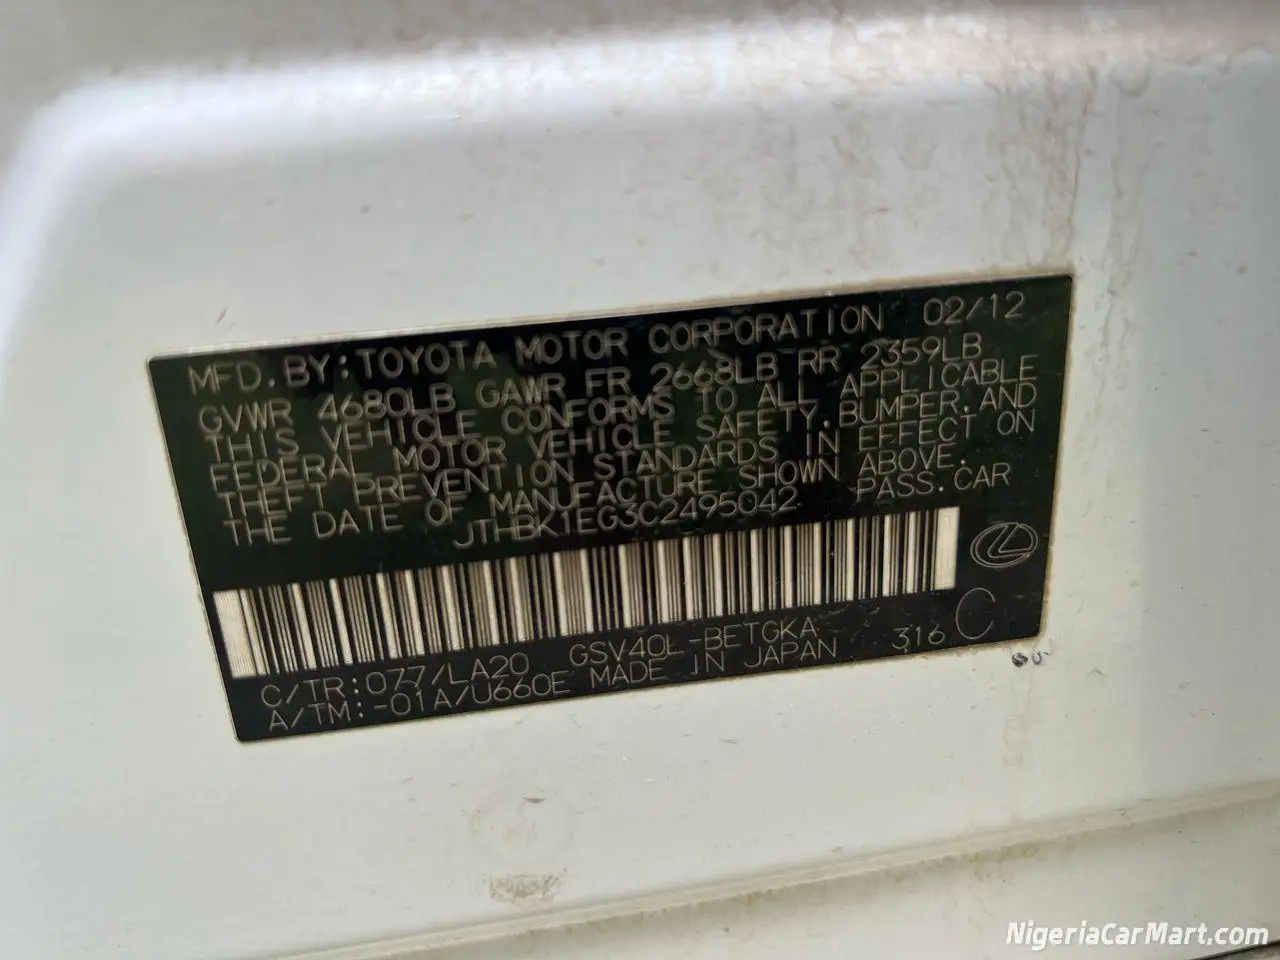 MFD. BY: TOYOTA MOTOR CORPORATION 02/12
GVWR 4680LB GAWR FR 2668LB RR 2359LB
THIS VEHICLE CONFORMS TO ALL APPLICABLE
FEDERAL MOTOR VEHICLE SAFETY, BUMPER, AND
THEFT PREVENTION STANDARDS IN EFFECT ON
THE DATE OF MANUFACTURE SHOWN ABOVE.
JTHBK1EG3C2495042 PASS. CAR
C/TR: 077/LA20 GSV40L-BETGKA
A/TM: -01A/U660E MADE IN JAPAN 316 C
NigeriaCarMart.com